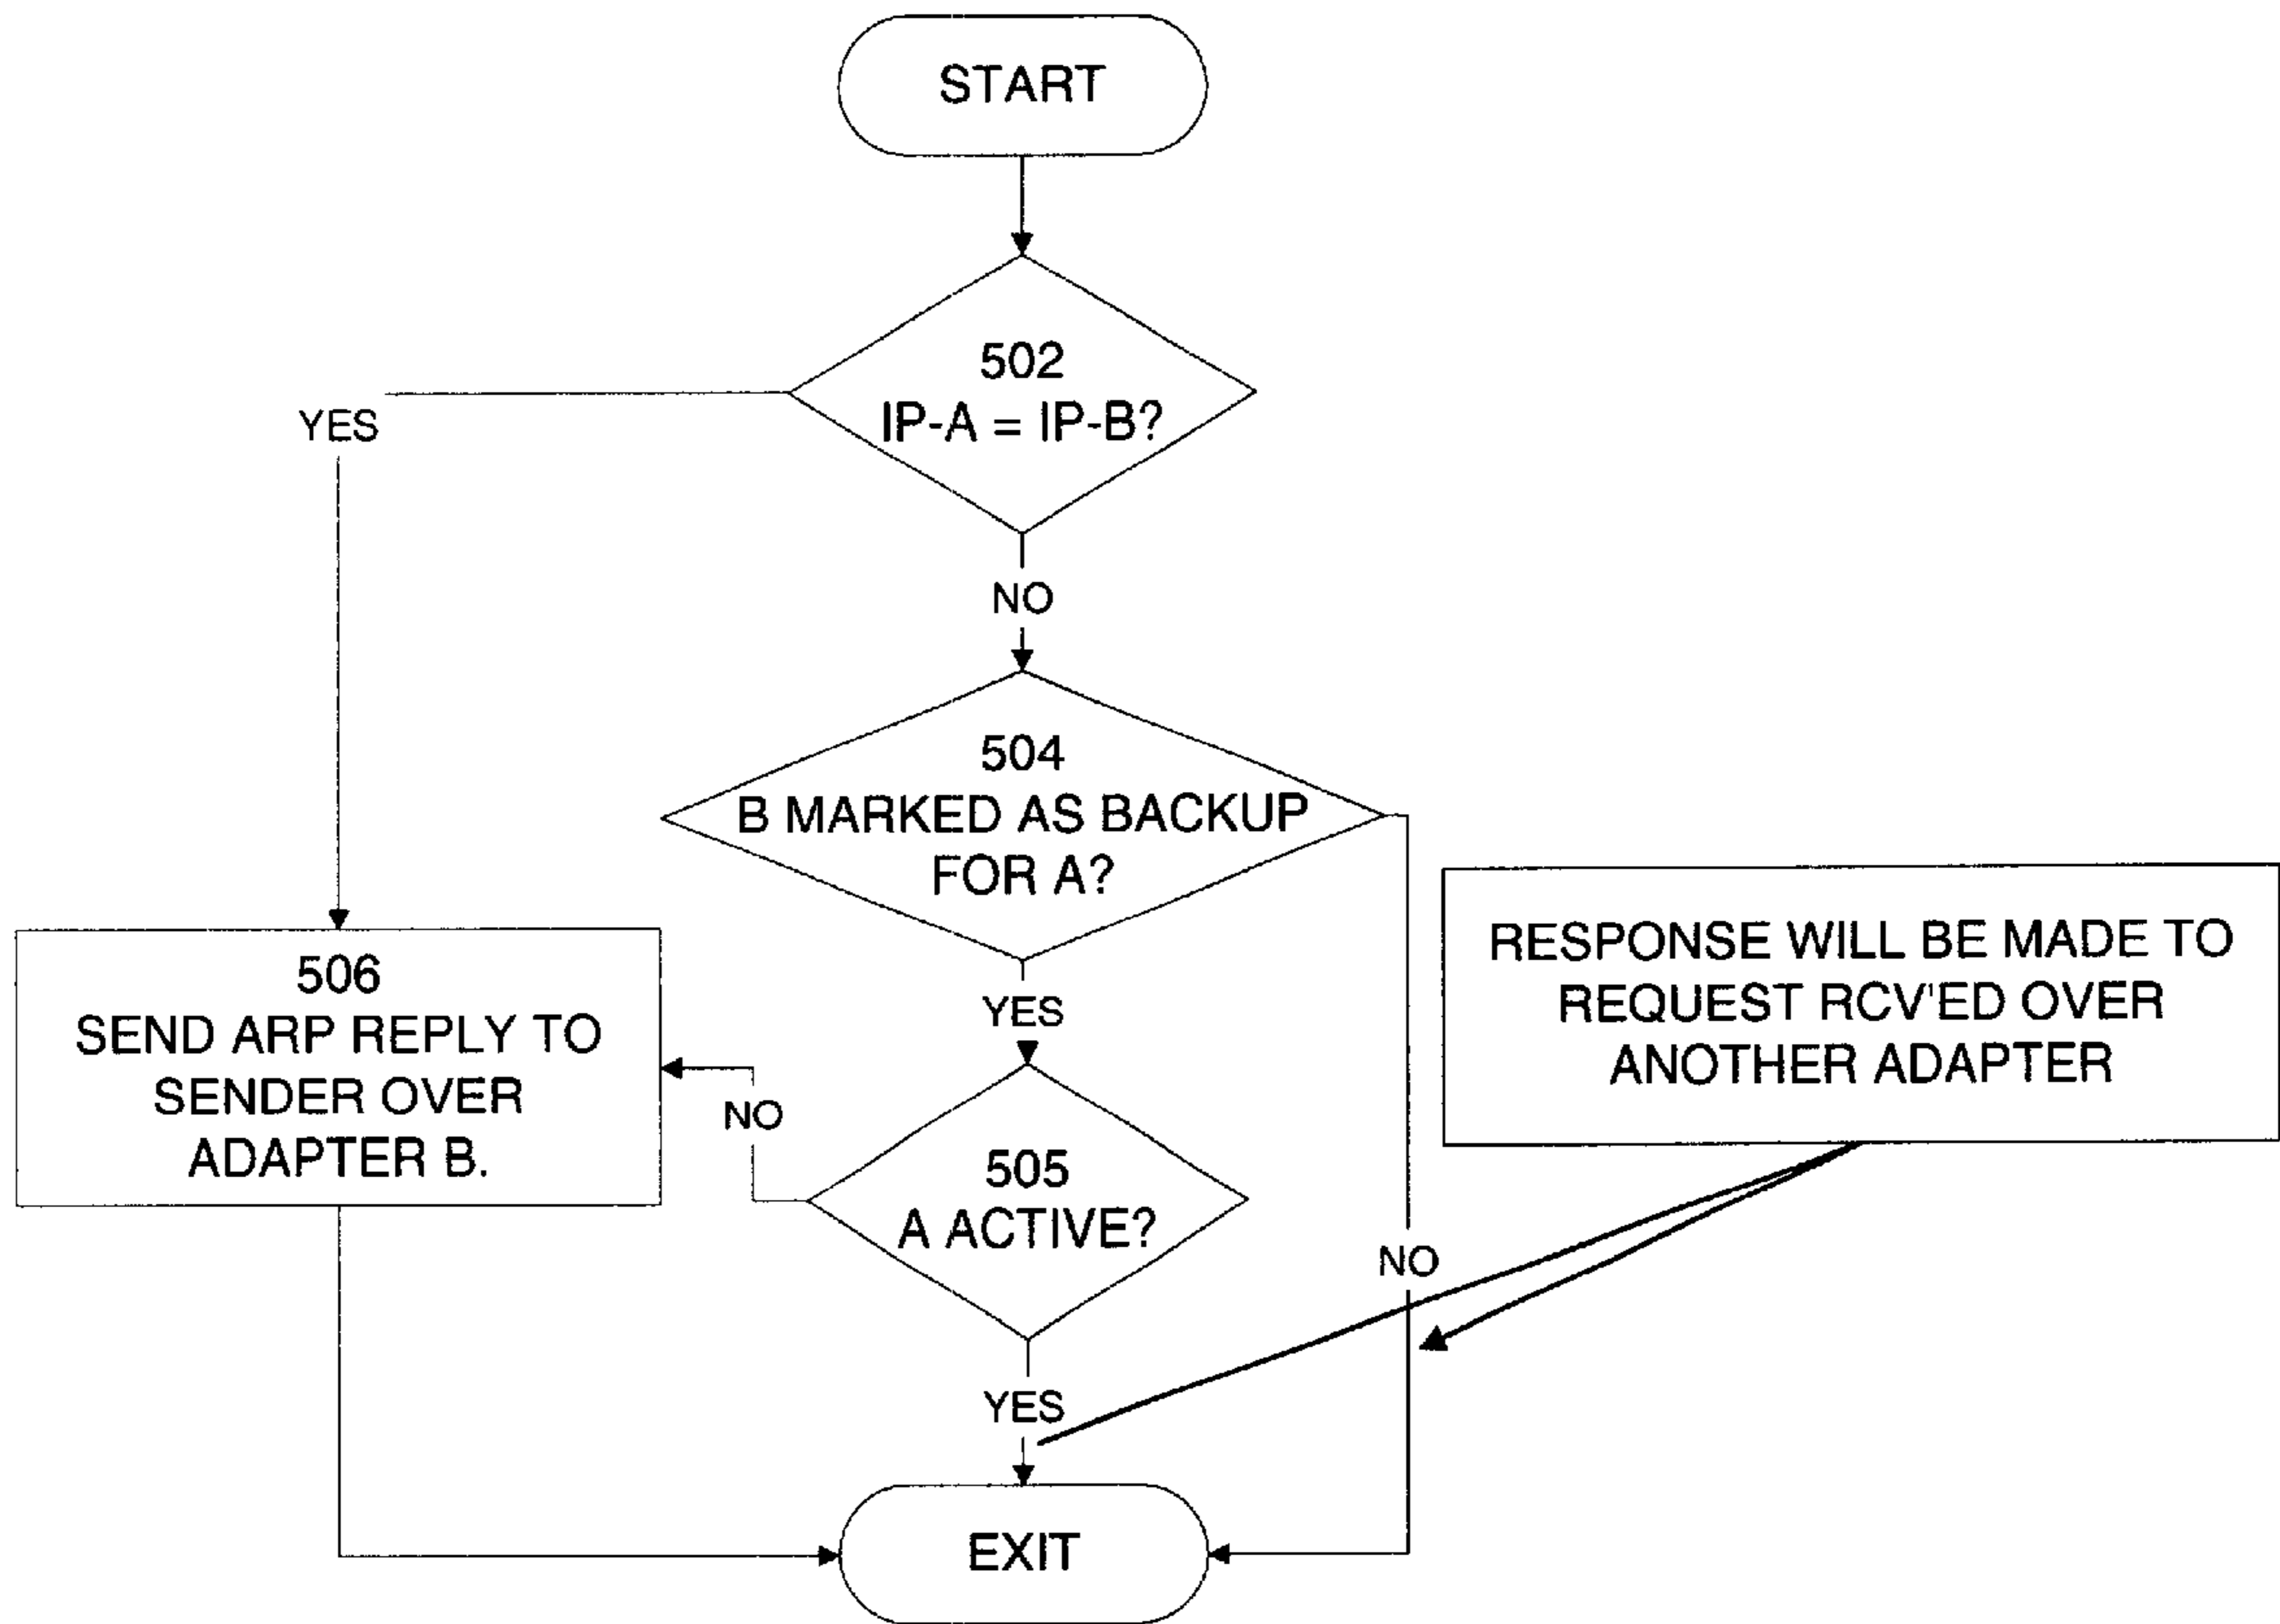 START
502
IP-A = IP-B?
YES
NO
504
B MARKED AS BACKUP
FOR A?
YES
NO
506
SEND ARP REPLY TO
SENDER OVER
ADAPTER B.
NO
505
A ACTIVE?
YES
RESPONSE WILL BE MADE TO
REQUEST RCV'ED OVER
ANOTHER ADAPTER
EXIT